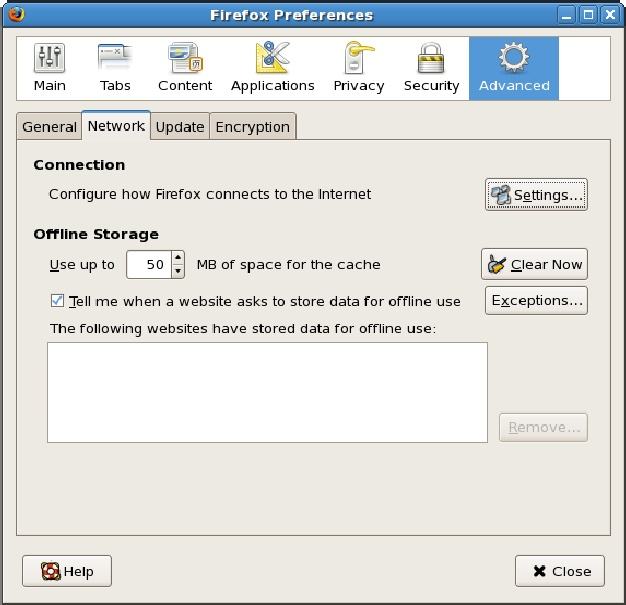 Firefox Preferences
Main Tabs Content Applications Privacy Security Advanced
General Network Update Encryption
Connection
Configure how Firefox connects to the Internet Settings...
Offline Storage
Use up to 50 MB of space for the cache Clear Now
Tell me when a website asks to store data for offline use Exceptions...
The following websites have stored data for offline use:
Remove...
Help Close